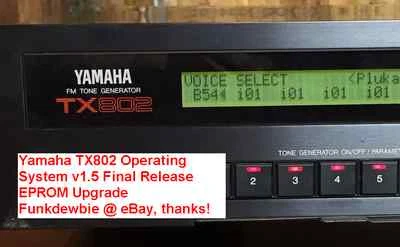 YAMAHA
FM TONE GENERATOR
TX802
VOICE SELECT <Pluka
B54 i01 i01 i01 i01
TONE GENERATOR ON/OFF / PARAMET
2 3 4 5
Yamaha TX802 Operating
System v1.5 Final Release
EPROM Upgrade
Funkdewbie @ eBay, thanks!